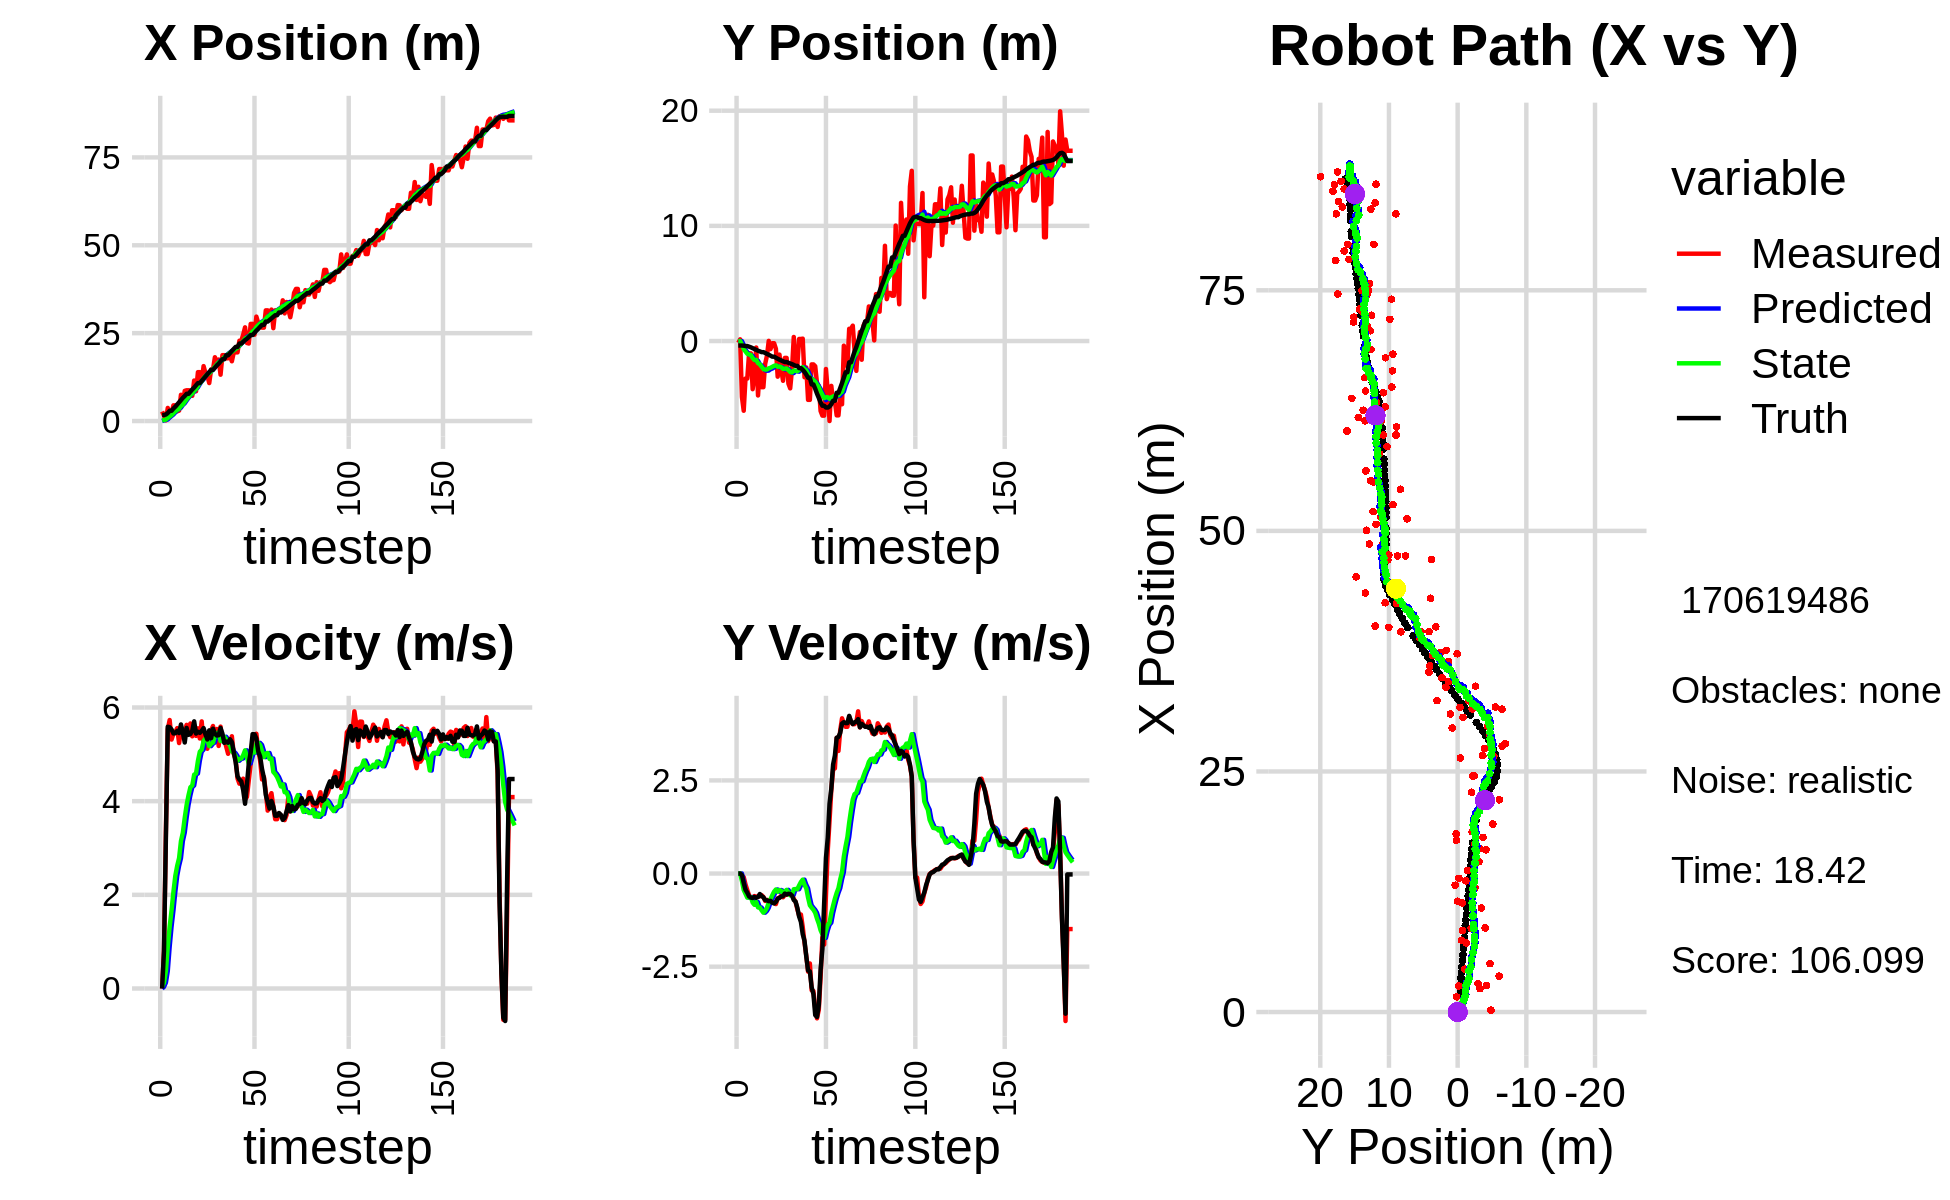 X Position (m)
75
50
25
0
0
50
100
150
timestep
Y Position (m)
20
10
0
0
50
100
150
timestep
X Velocity (m/s)
6
4
2
0
0
50
100
150
timestep
Y Velocity (m/s)
2.5
0.0
-2.5
0
50
100
150
timestep
Robot Path (X vs Y)
X Position (m)
75
50
25
0
20 10 0 -10 -20
Y Position (m)
variable
Measured
Predicted
State
Truth
170619486
Obstacles: none
Noise: realistic
Time: 18.42
Score: 106.099